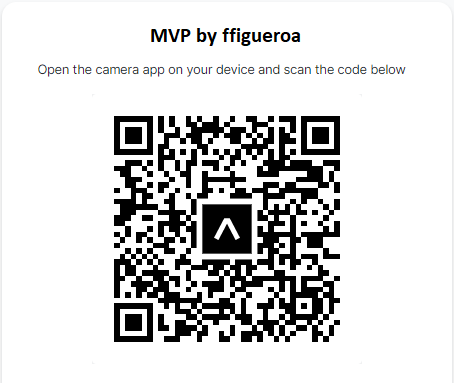 MVP by ffigueroa
Open the camera app on your device and scan the code below